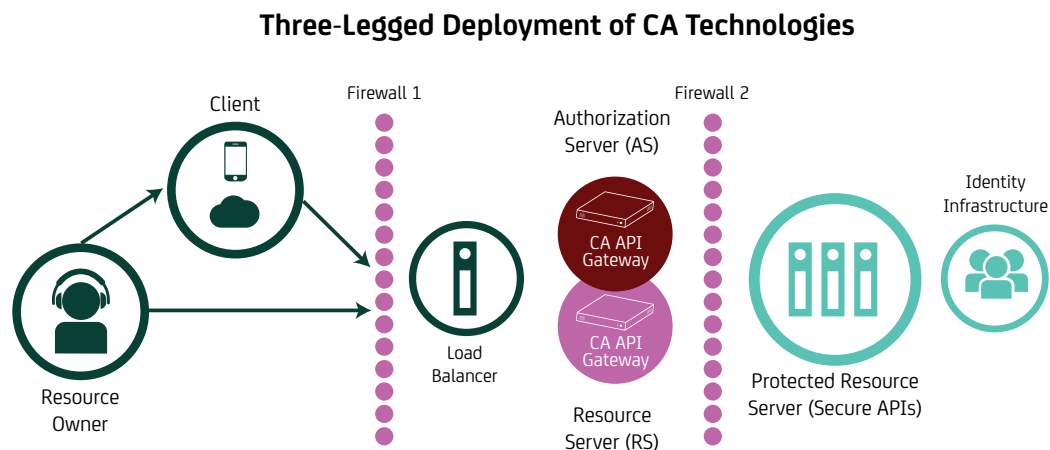 Three-Legged Deployment of CA Technologies
Client
Firewall 1
Authorization
Server (AS)
Firewall 2
Identity
Infrastructure
CA API
Gateway
CA API
Gateway
Load
Balancer
Resource
Owner
Resource
Server (RS)
Protected Resource
Server (Secure APIs)